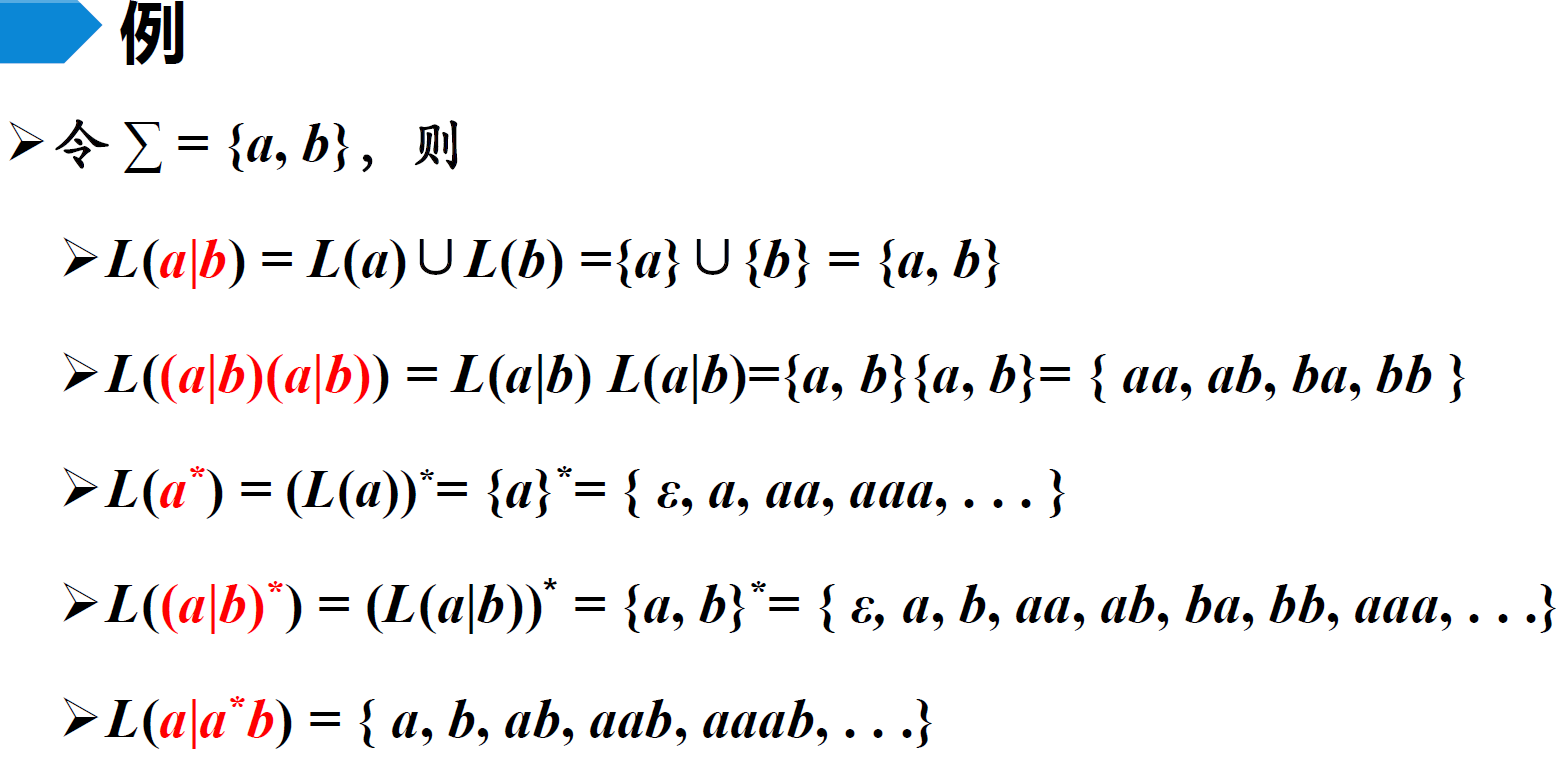 例
➢令 ∑ = {a, b}，则
➢L(a|b) = L(a)∪L(b) ={a}∪{b} = {a, b}
➢L((a|b)(a|b)) = L(a|b) L(a|b)={a, b}{a, b}= { aa, ab, ba, bb }
➢L(a*) = (L(a))*= {a}*= { ε, a, aa, aaa, . . . }
➢L((a|b)*) = (L(a|b))* = {a, b}*= { ε, a, b, aa, ab, ba, bb, aaa, . . .}
➢L(a|a*b) = { a, b, ab, aab, aaab, . . .}